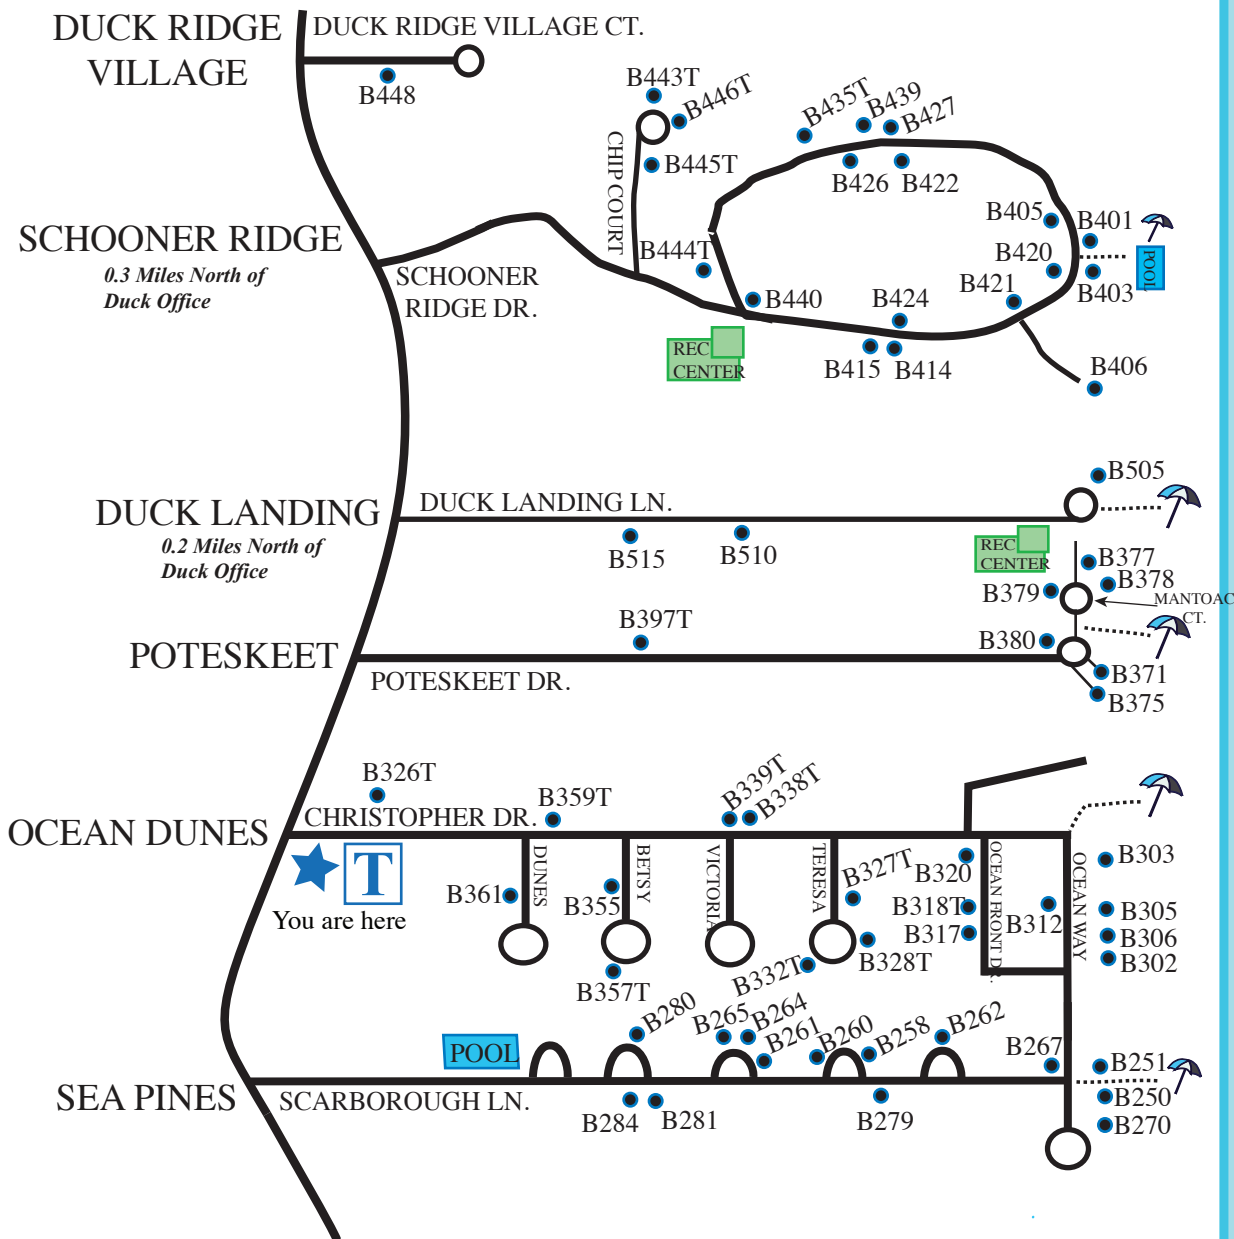 DUCK RIDGE
VILLAGE
DUCK RIDGE VILLAGE CT.
B448
B443T
B446T
B445T
CHIP COURT
B444T
B435T
B439
B427
B426
B422
B405
B401
B420
B403
POOL
B421
B424
B440
B415
B414
B406
SCHOONER RIDGE
0.3 Miles North of
Duck Office
SCHOONER
RIDGE DR.
REC
CENTER
DUCK LANDING
0.2 Miles North of
Duck Office
DUCK LANDING LN.
B505
B515
B510
REC
CENTER
B377
B378
B379
MANTOAC
CT.
B397T
B380
POTESKEET
POTESKEET DR.
B371
B375
B326T
CHRISTOPHER DR.
B359T
B339T
B338T
OCEAN DUNES
T
You are here
DUNES
BETSY
VICTORIA
TERESA
OCEAN FRONT DR.
OCEAN WAY
B361
B355
B357T
B327T
B328T
B332T
B320
B318T
B317
B312
B303
B305
B306
B302
POOL
B280
B265
B264
B261
B260
B258
B262
B267
B251
B250
B270
SEA PINES
SCARBOROUGH LN.
B284
B281
B279